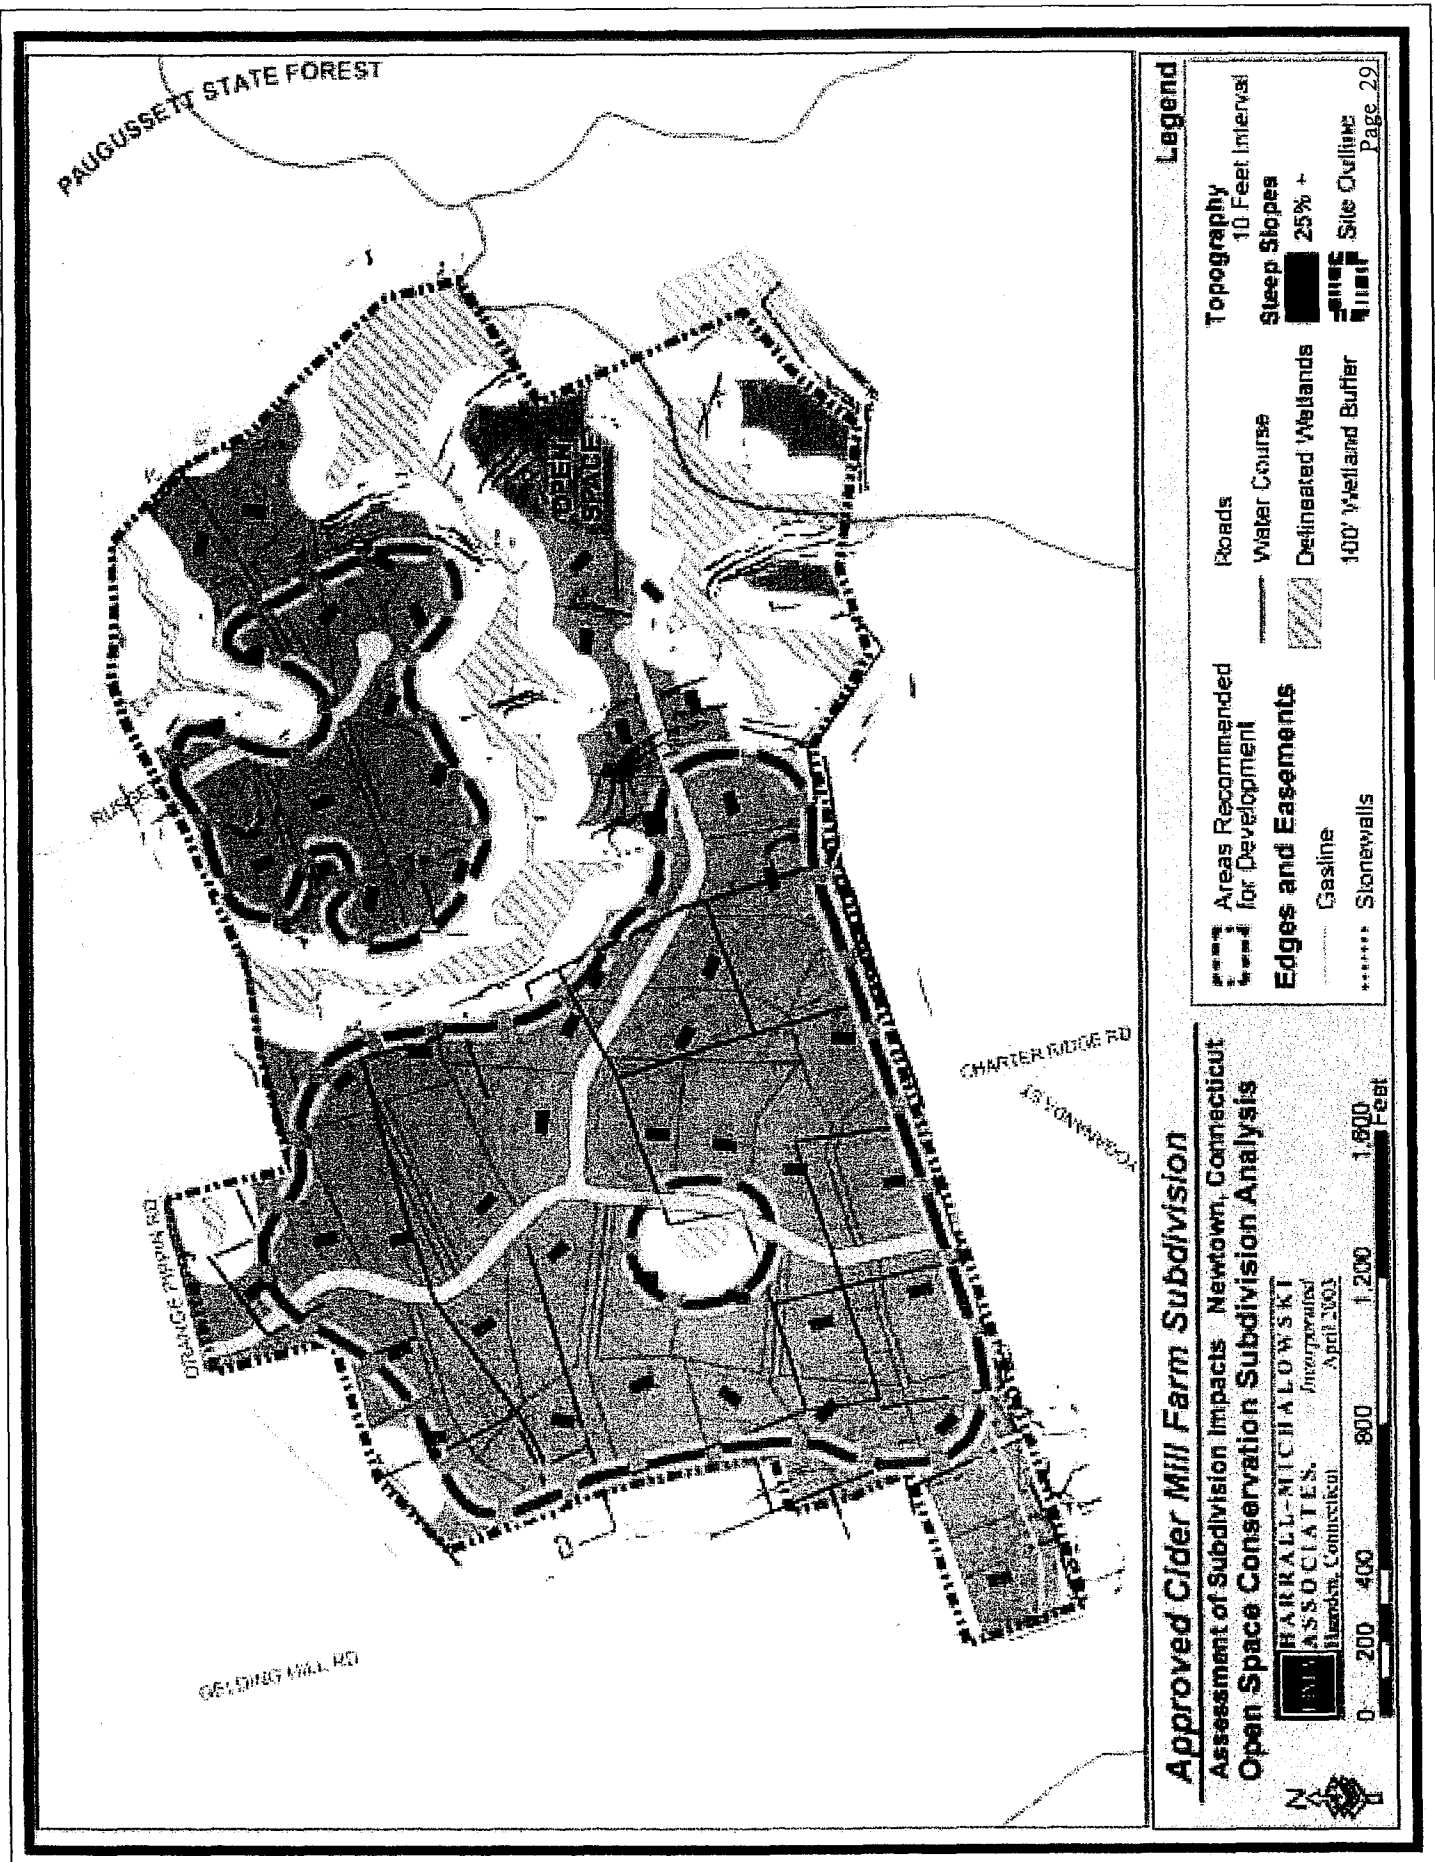 PAUGUSSETT STATE FOREST
OPEN
SPACE
ORANGE PIPPIN RD
CHARTER RIDGE RD
GELDING HILL RD
D
Approved Cider Mill Farm Subdivision
Assessment of Subdivision Impacts Newtown, Connecticut
Open Space Conservation Subdivision Analysis
N
HMA
HARRALL-MICHALOWSKI
ASSOCIATES, Incorporated
Hamden, Connecticut April 2003
0 200 400 800 1,200 1,600
Feet
Legend
Areas Recommended
for Development
Edges and Easements
Gasline
Stonewalls
Roads
Water Course
Delineated Wetlands
100' Wetland Buffer
Topography
10 Feet Interval
Steep Slopes
25% +
Site Outline
Page 29